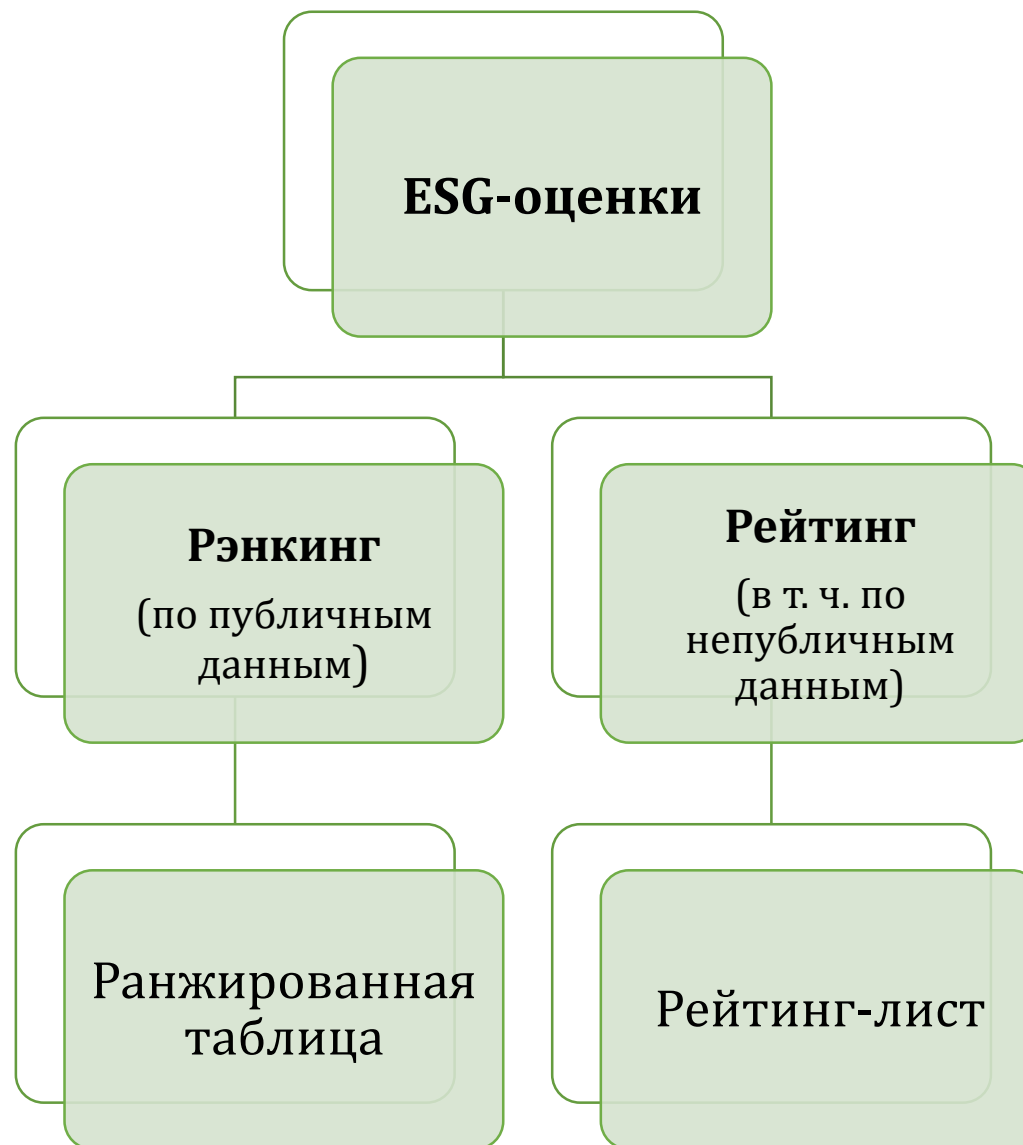 ESG-оценки
Рэнкинг
(по публичным
данным)
Рейтинг
(в т. ч. по
непубличным
данным)
Ранжированная
таблица
Рейтинг-лист